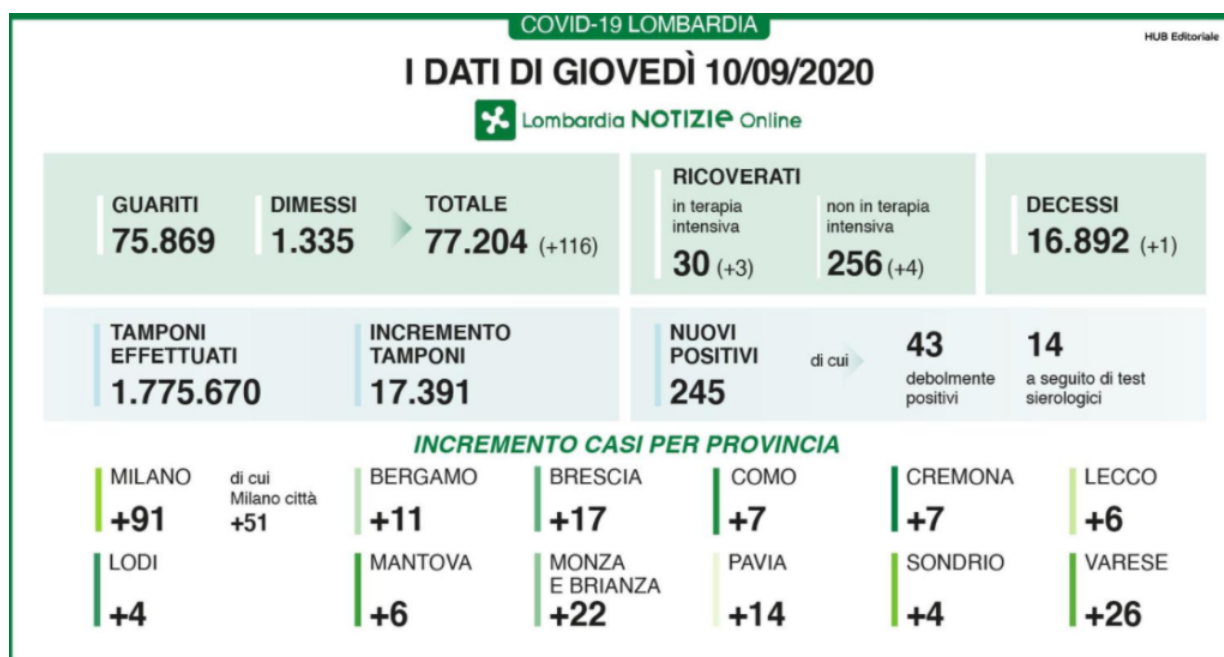 COVID-19 LOMBARDIA
HUB Editoriale
I DATI DI GIOVEDÌ 10/09/2020
Lombardia NOTIZIe Online
GUARITI
75.869
DIMESSI
1.335
TOTALE
77.204 (+116)
RICOVERATI
in terapia
intensiva
30 (+3)
non in terapia
intensiva
256 (+4)
DECESSI
16.892 (+1)
TAMPONI
EFFETTUATI
1.775.670
INCREMENTO
TAMPONI
17.391
NUOVI
POSITIVI
245
di cui
43
debolmente
positivi
14
a seguito di test
sierologici
INCREMENTO CASI PER PROVINCIA
MILANO
+91
di cui
Milano città
+51
BERGAMO
+11
BRESCIA
+17
COMO
+7
CREMONA
+7
LECCO
+6
LODI
+4
MANTOVA
+6
MONZA
E BRIANZA
+22
PAVIA
+14
SONDRIO
+4
VARESE
+26